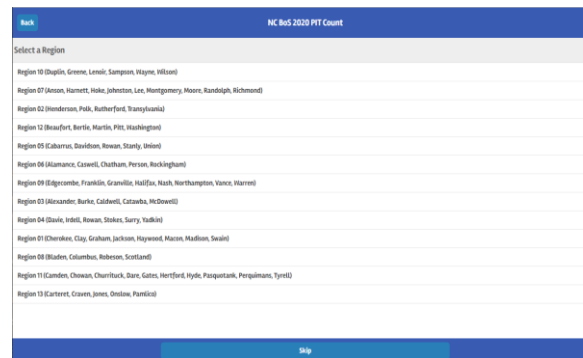 Back
NC BoS 2020 PIT Count
Select a Region
Region 10 (Duplin, Greene, Lenoir, Sampson, Wayne, Wilson)
Region 07 (Anson, Harnett, Hoke, Johnston, Lee, Montgomery, Moore, Randolph, Richmond)
Region 02 (Henderson, Polk, Rutherford, Transylvania)
Region 12 (Beaufort, Bertie, Martin, Pitt, Washington)
Region 05 (Cabarrus, Davidson, Rowan, Stanly, Union)
Region 06 (Alamance, Caswell, Chatham, Person, Rockingham)
Region 09 (Edgecombe, Franklin, Granville, Halifax, Nash, Northampton, Vance, Warren)
Region 03 (Alexander, Burke, Caldwell, Catawba, McDowell)
Region 04 (Davie, Iredell, Rowan, Stokes, Surry, Yadkin)
Region 01 (Cherokee, Clay, Graham, Jackson, Haywood, Macon, Madison, Swain)
Region 08 (Bladen, Columbus, Robeson, Scotland)
Region 11 (Camden, Chowan, Churrituck, Dare, Gates, Hertford, Hyde, Pasquotank, Perquimans, Tyrell)
Region 13 (Carteret, Craven, Jones, Onslow, Pamlico)
Skip